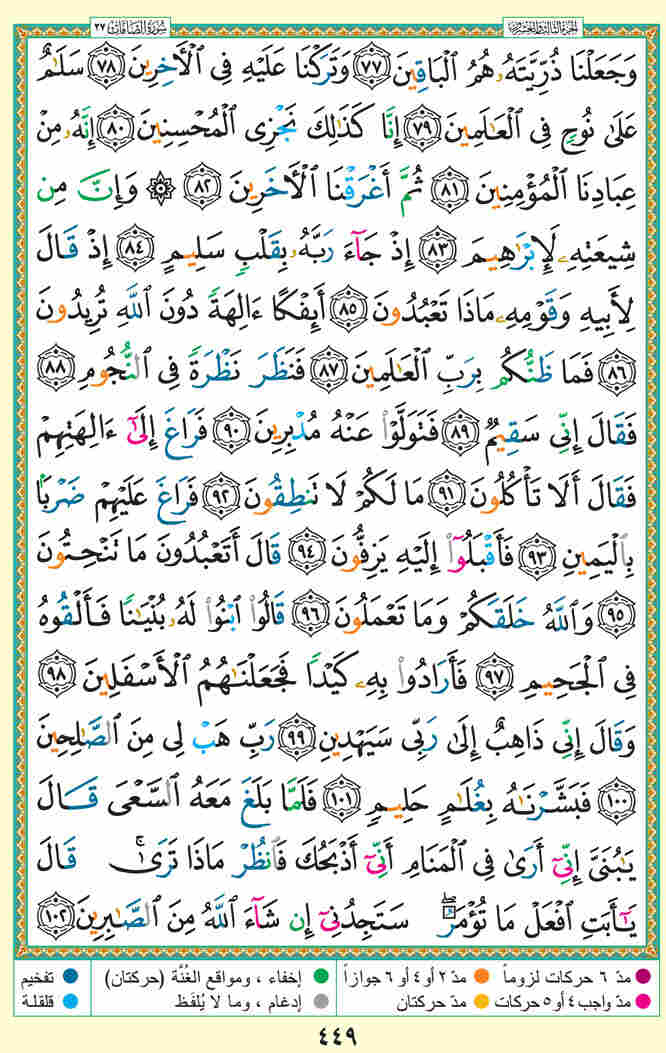 سُورَةُ الصَّافَّاتِ ٣٧
الجزء الثالث والعشرون
وَجَعَلْنَا ذُرِّيَّتَهُۥ هُمُ ٱلْبَاقِينَ ٧٧ وَتَرَكْنَا عَلَيْهِ فِى ٱلْأَخِرِينَ ٧٨ سَلَٰمٌ
عَلَىٰ نُوحٍ فِى ٱلْعَٰلَمِينَ ٧٩ إِنَّا كَذَٰلِكَ نَجْزِى ٱلْمُحْسِنِينَ ٨٠ إِنَّهُۥ مِنْ
عِبَادِنَا ٱلْمُؤْمِنِينَ ٨١ ثُمَّ أَغْرَقْنَا ٱلْأَخَرِينَ ٨٢ ۞ وَإِنَّ مِن
شِيعَتِهِۦ لَإِبْرَٰهِيمَ ٨٣ إِذْ جَآءَ رَبَّهُۥ بِقَلْبٍ سَلِيمٍ ٨٤ إِذْ قَالَ
لِأَبِيهِ وَقَوْمِهِۦ مَاذَا تَعْبُدُونَ ٨٥ أَئِفْكًا ءَالِهَةً دُونَ ٱللَّهِ تُرِيدُونَ
٨٦ فَمَا ظَنُّكُم بِرَبِّ ٱلْعَٰلَمِينَ ٨٧ فَنَظَرَ نَظْرَةً فِى ٱلنُّجُومِ ٨٨
فَقَالَ إِنِّى سَقِيمٌ ٨٩ فَتَوَلَّوْا۟ عَنْهُ مُدْبِرِينَ ٩٠ فَرَاغَ إِلَىٰٓ ءَالِهَتِهِمْ
فَقَالَ أَلَا تَأْكُلُونَ ٩١ مَا لَكُمْ لَا تَنطِقُونَ ٩٢ فَرَاغَ عَلَيْهِمْ ضَرْبًۢا
بِٱلْيَمِينِ ٩٣ فَأَقْبَلُوٓا۟ إِلَيْهِ يَزِفُّونَ ٩٤ قَالَ أَتَعْبُدُونَ مَا تَنْحِتُونَ
٩٥ وَٱللَّهُ خَلَقَكُمْ وَمَا تَعْمَلُونَ ٩٦ قَالُوا۟ ٱبْنُوا۟ لَهُۥ بُنْيَٰنًا فَأَلْقُوهُ
فِى ٱلْجَحِيمِ ٩٧ فَأَرَادُوا۟ بِهِۦ كَيْدًا فَجَعَلْنَٰهُمُ ٱلْأَسْفَلِينَ ٩٨
وَقَالَ إِنِّى ذَاهِبٌ إِلَىٰ رَبِّى سَيَهْدِينِ ٩٩ رَبِّ هَبْ لِى مِنَ ٱلصَّٰلِحِينَ
١٠٠ فَبَشَّرْنَٰهُ بِغُلَٰمٍ حَلِيمٍ ١٠١ فَلَمَّا بَلَغَ مَعَهُ ٱلسَّعْىَ قَالَ
يَٰبُنَىَّ إِنِّىٓ أَرَىٰ فِى ٱلْمَنَامِ أَنِّىٓ أَذْبَحُكَ فَٱنظُرْ مَاذَا تَرَىٰ ۚ قَالَ
يَٰٓأَبَتِ ٱفْعَلْ مَا تُؤْمَرُ ۖ سَتَجِدُنِىٓ إِن شَآءَ ٱللَّهُ مِنَ ٱلصَّٰبِرِينَ ١٠٢
مدّ ٦ حركات لزوماً مدّ ٢ أو ٤ أو ٦ جوازاً إخفاء ، ومواقع الغُنَّة (حركتان) تفخيم
مدّ واجب ٤ أو ٥ حركات مدّ حركتان إدغام ، وما لا يُلفَظ قلقلة
٤٤٩